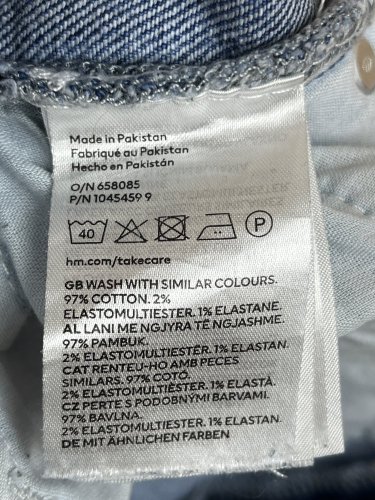 Made in Pakistan
Fabriqué au Pakistan
Hecho en Pakistán
O/N 658085
P/N 1045459 9
40
P
hm.com/takecare
GB WASH WITH SIMILAR COLOURS.
97% COTTON. 2%
ELASTOMULTIESTER. 1% ELASTANE.
AL LANI ME NGJYRA TË NGJASHME.
97% PAMBUK.
2% ELASTOMULTIESTER. 1% ELASTAN.
CAT RENTEU-HO AMB PECES
SIMILARS. 97% COTÓ.
2% ELASTOMULTIÈSTER. 1% ELASTÀ.
CZ PERTE S PODOBNÝMI BARVAMI.
97% BAVLNA.
2% ELASTOMULTIESTER. 1% ELASTAN
DE MIT ÄHNLICHEN FARBEN